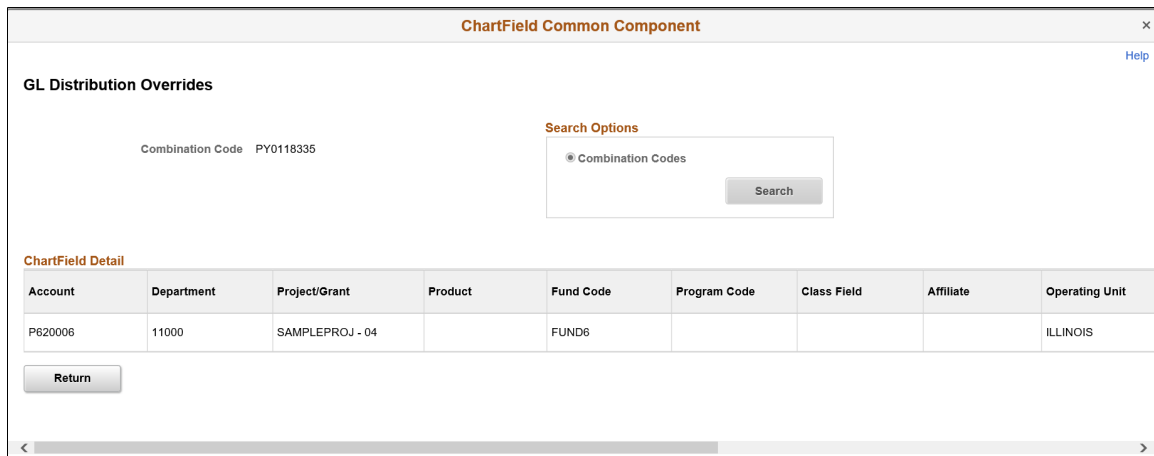 ChartField Common Component
×
Help
GL Distribution Overrides
Search Options
Combination Code PY0118335
Combination Codes
Search
ChartField Detail
Account Department Project/Grant Product Fund Code Program Code Class Field Affiliate Operating Unit
P620006 11000 SAMPLEPROJ - 04 FUND6 ILLINOIS
Return